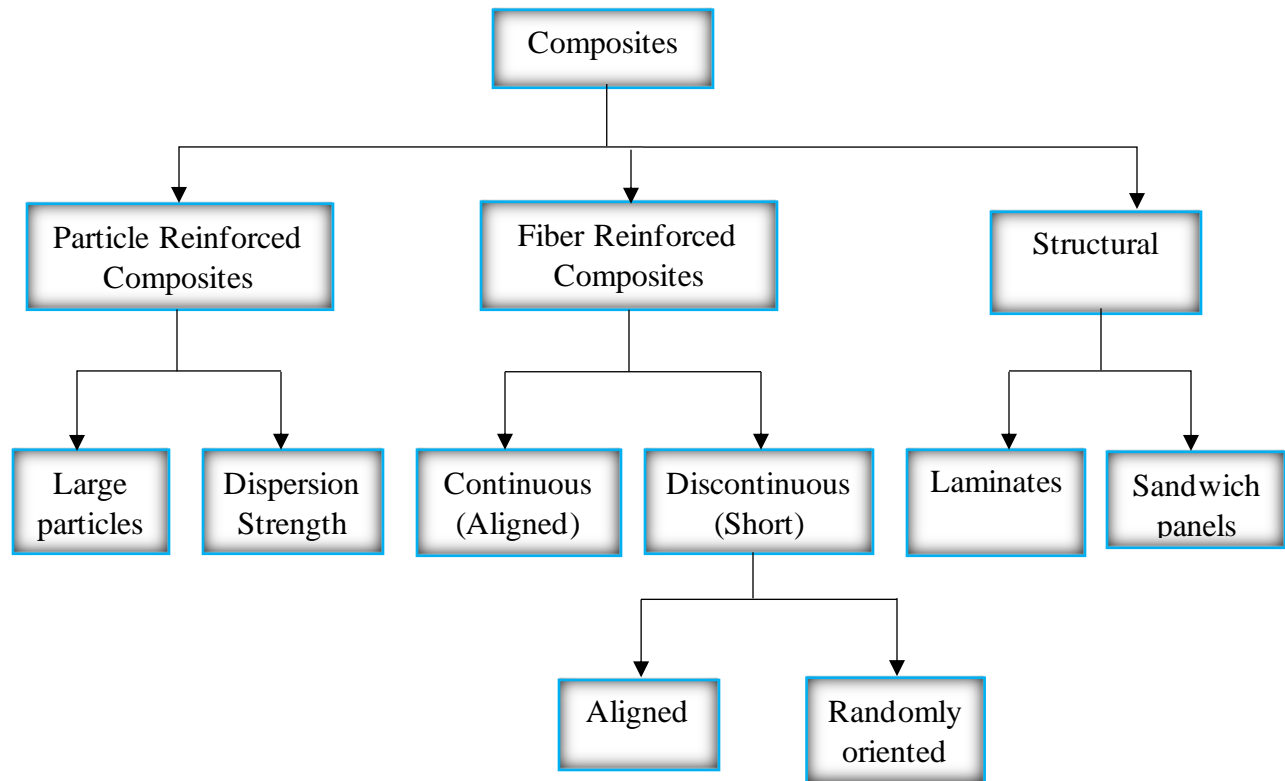 Composites
Particle Reinforced
Composites
Fiber Reinforced
Composites
Structural
Large
particles
Dispersion
Strength
Continuous
(Aligned)
Discontinuous
(Short)
Laminates
Sandwich
panels
Aligned
Randomly
oriented